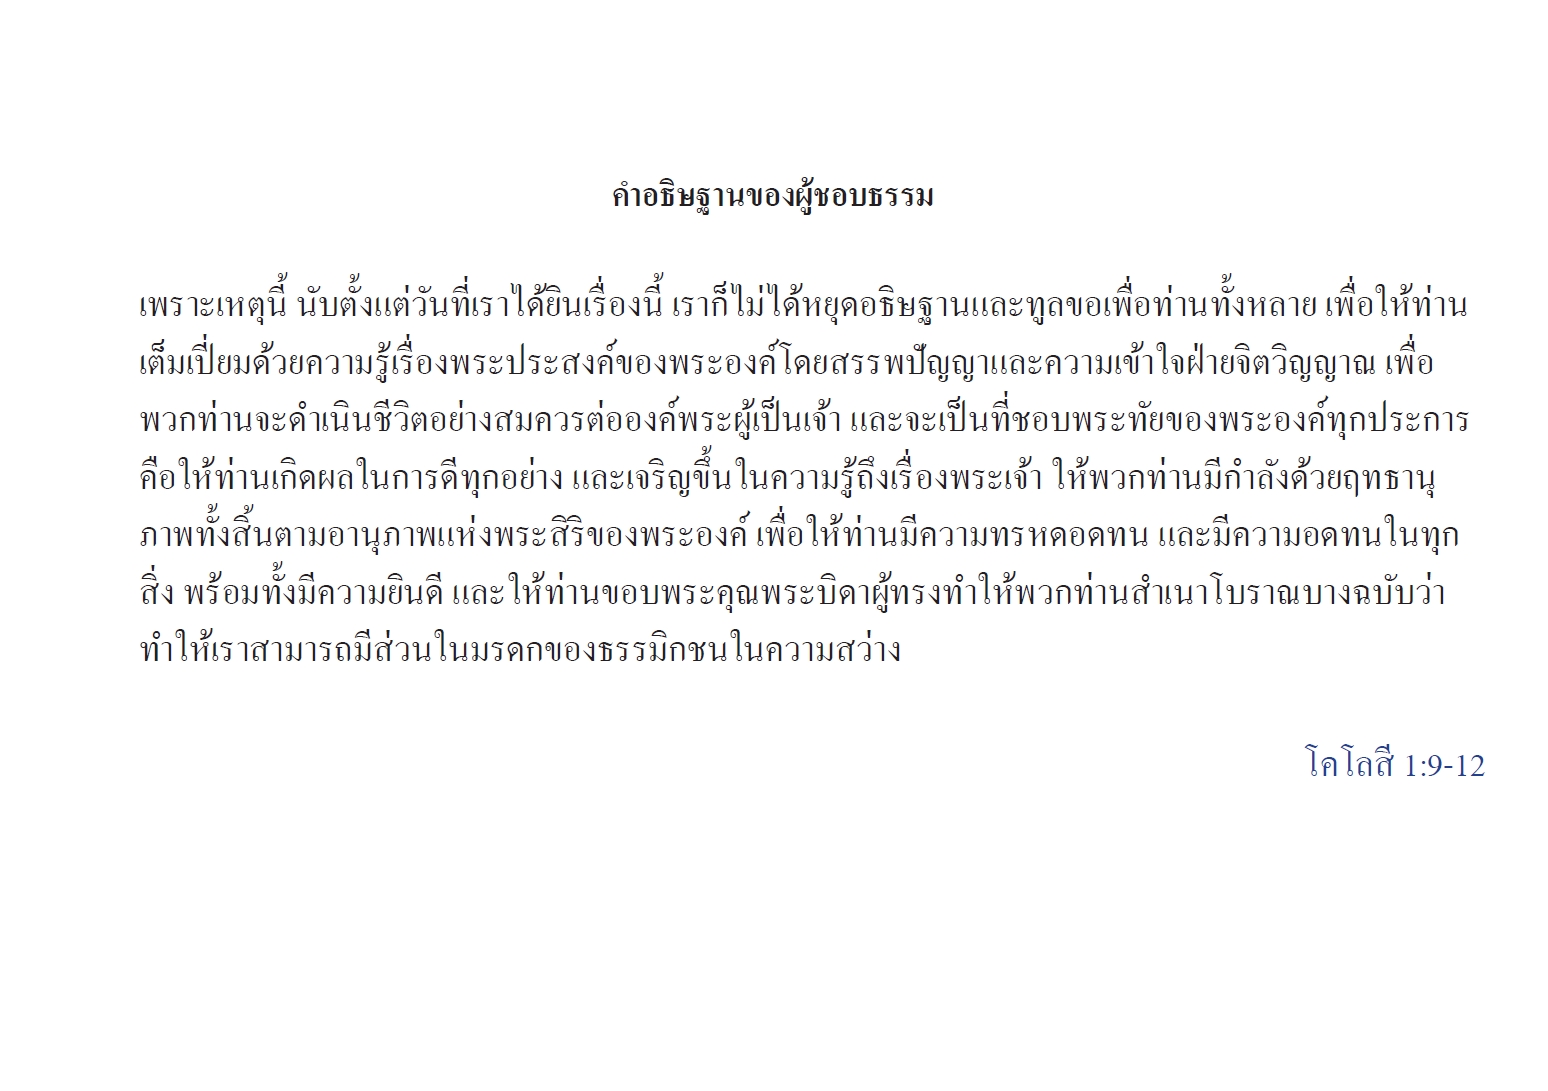 คำอธิษฐานของผู้ชอบธรรม
เพราะเหตุนี้ นับตั้งแต่วันที่เราได้ยินเรื่องนี้ เราก็ไม่ได้หยุดอธิษฐานและทูลขอเพื่อท่านทั้งหลาย เพื่อให้ท่าน
เต็มเปี่ยมด้วยความรู้เรื่องพระประสงค์ของพระองค์โดยสรรพปัญญาและความเข้าใจฝ่ายจิตวิญญาณ เพื่อ
พวกท่านจะดำเนินชีวิตอย่างสมควรต่อองค์พระผู้เป็นเจ้า และจะเป็นที่ชอบพระทัยของพระองค์ทุกประการ
คือให้ท่านเกิดผลในการดีทุกอย่าง และเจริญขึ้นในความรู้ถึงเรื่องพระเจ้า ให้พวกท่านมีกำลังด้วยฤทธานุ
ภาพทั้งสิ้นตามอานุภาพแห่งพระสิริของพระองค์ เพื่อให้ท่านมีความทรหดอดทน และมีความอดทนในทุก
สิ่ง พร้อมทั้งมีความยินดี และให้ท่านขอบพระคุณพระบิดาผู้ทรงทำให้พวกท่านสำเนาโบราณบางฉบับว่า
ทำให้เราสามารถมีส่วนในมรดกของธรรมิกชนในความสว่าง
โคโลสี 1:9-12